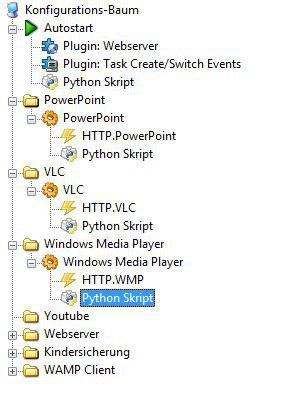 Konfigurations-Baum
Autostart
Plugin: Webserver
Plugin: Task Create/Switch Events
Python Skript
PowerPoint
PowerPoint
HTTP.PowerPoint
Python Skript
VLC
VLC
HTTP.VLC
Python Skript
Windows Media Player
Windows Media Player
HTTP.WMP
Python Skript
Youtube
Webserver
Kindersicherung
WAMP Client